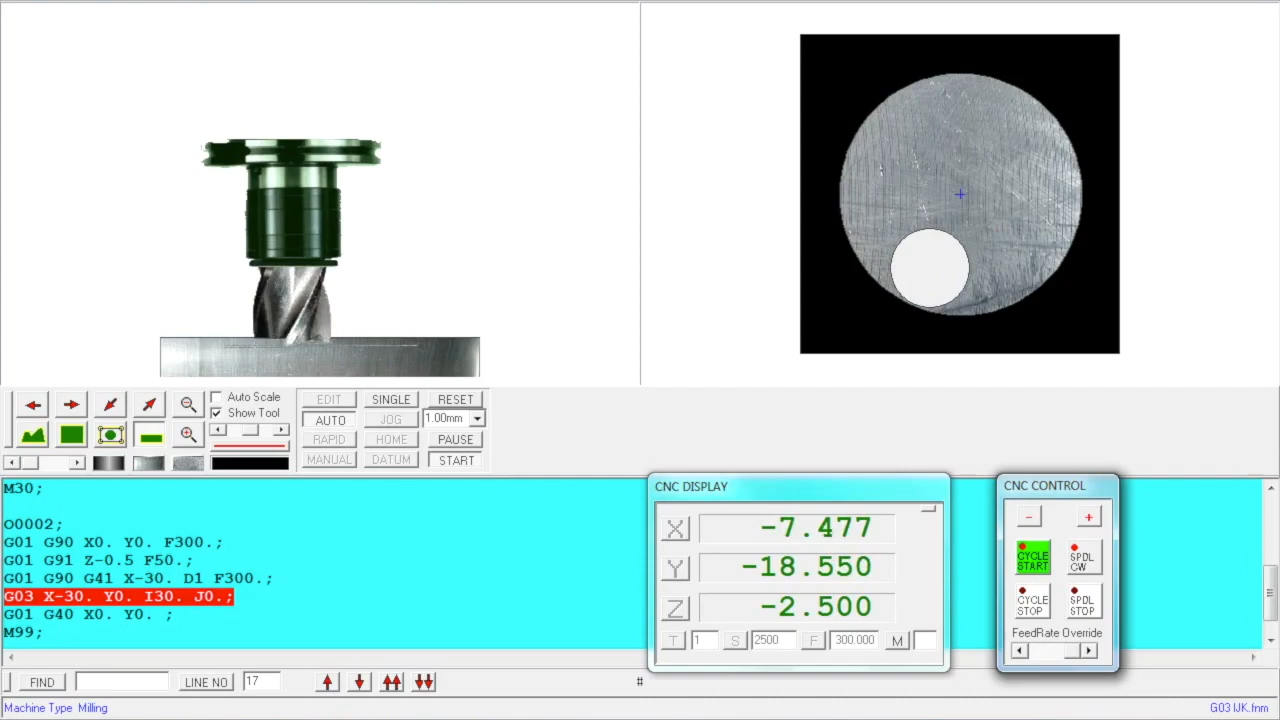 Auto Scale
Show Tool
EDIT SINGLE RESET
AUTO JOG 1.00mm
RAPID HOME PAUSE
MANUAL DATUM START
M30;
O0002;
G01 G90 X0. Y0. F300.;
G01 G91 Z-0.5 F50.;
G01 G90 G41 X-30. D1 F300.;
G03 X-30. Y0. I30. J0.;
G01 G40 X0. Y0. ;
M99;
CNC DISPLAY
X -7.477
Y -18.550
Z -2.500
T 1 S 2500 F 300.000 M
CNC CONTROL
- +
CYCLE START SPDL CW
CYCLE STOP SPDL STOP
FeedRate Override
FIND LINE NO 17 #
Machine Type Milling G03 IJK.fnm